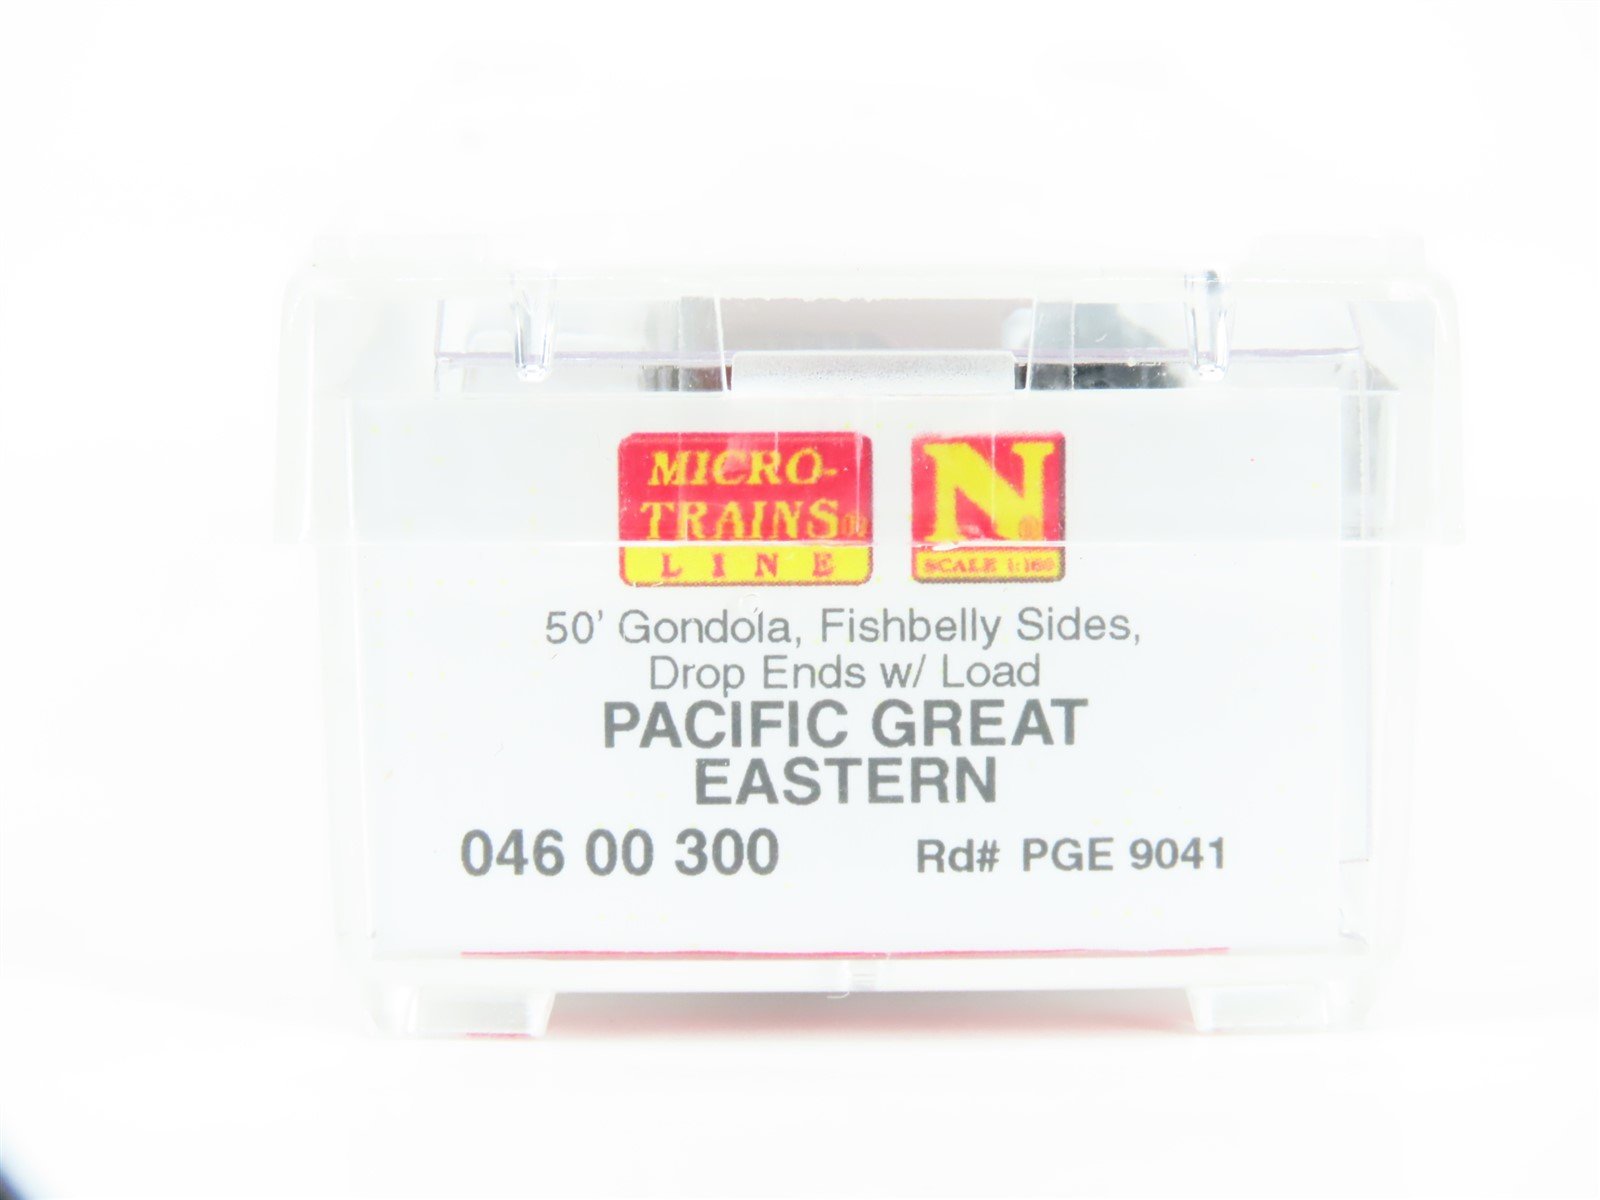 MICRO-
TRAINS®
LINE
N®
SCALE 1:160
50' Gondola, Fishbelly Sides,
Drop Ends w/ Load
PACIFIC GREAT
EASTERN
046 00 300 Rd# PGE 9041